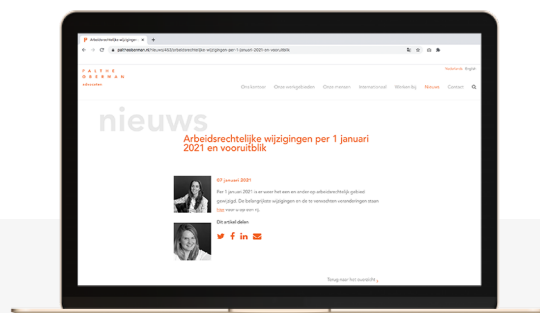 Arbeidsrechtelijke wijzigingen
paltheoberman.nl/nieuws453/arbeidsrechtelijke-wijzigingen-per-1-januari-2021-en-vooruitblik
PALTHE
OBERMAN
advocaten
Nederlands English
Ons kantoor Onze werkgebieden Onze mensen Internationaal Werken bij Nieuws Contact
nieuws
Arbeidsrechtelijke wijzigingen per 1 januari
2021 en vooruitblik
07 januari 2021
Per 1 januari 2021 is er weer het een en ander op arbeidsrechtelijk gebied
gewijzigd. De belangrijkste wijzigingen en de te verwachten veranderingen staan
hier voor u op een rij.
Dit artikel delen
Terug naar het overzicht